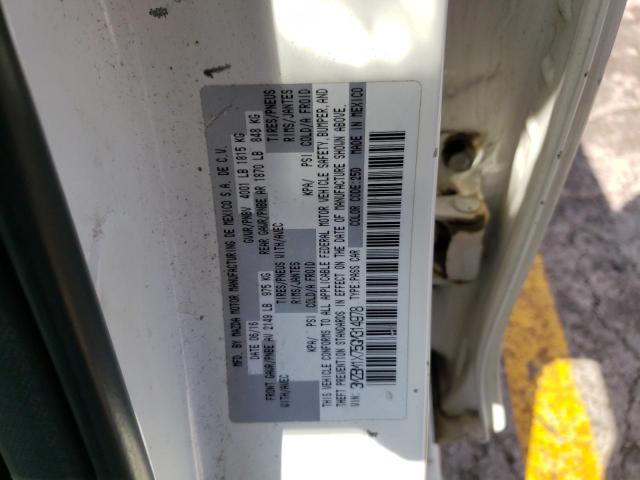 MFD. BY MAZDA MOTOR MANUFACTURING DE MEXICO S.A. DE C.V.
DATE 06/16 GVWR/PNBV 4001 LB 1815 KG
FRONT GAWR/PNBE AV 2149 LB 975 KG REAR GAWR/PNBE AR 1870 LB 848 KG
WITH/AVEC TIRES/PNEUS WITH/AVEC TIRES/PNEUS
RIMS/JANTES RIMS/JANTES
KPA/ PSI COLD/A FROID KPA/ PSI COLD/A FROID
THIS VEHICLE CONFORMS TO ALL APPLICABLE FEDERAL MOTOR VEHICLE SAFETY, BUMPER, AND
THEFT PREVENTION STANDARDS IN EFFECT ON THE DATE OF MANUFACTURE SHOWN ABOVE.
VIN: TYPE:PASS CAR COLOR CODE:25D MADE IN MEXICO